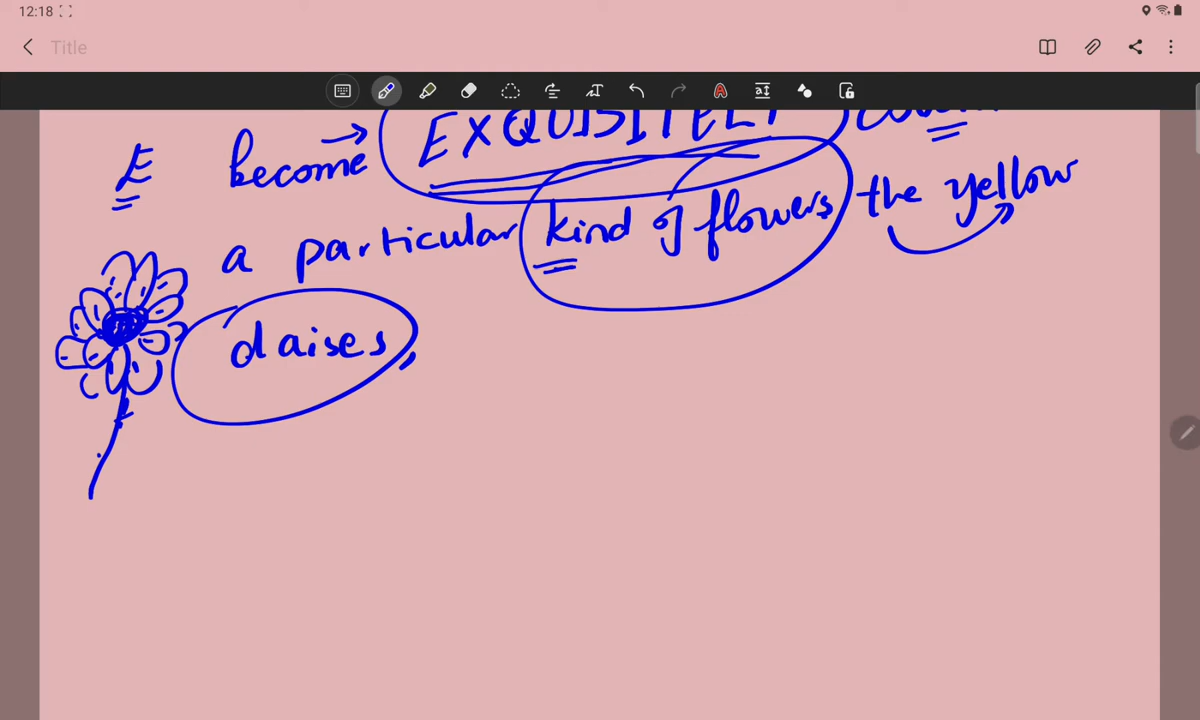 12:18
Title
E become → EXQUISITELY
a particular kind of flowers the yellow
daises,